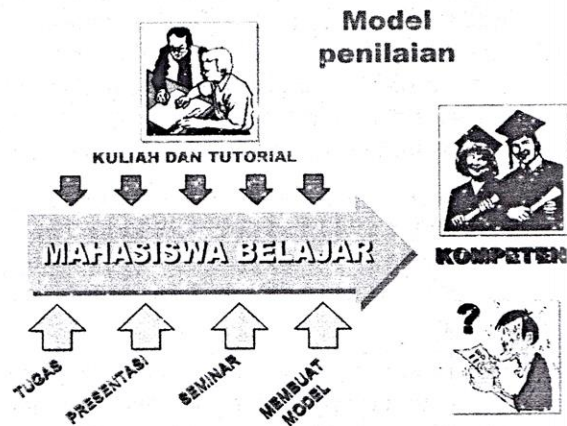 Model
penilaian
KULIAH DAN TUTORIAL
MAHASISWA BELAJAR
KOMPETEN
?
TUGAS
PRESENTASI
SEMINAR
MEMBUAT
MODEL